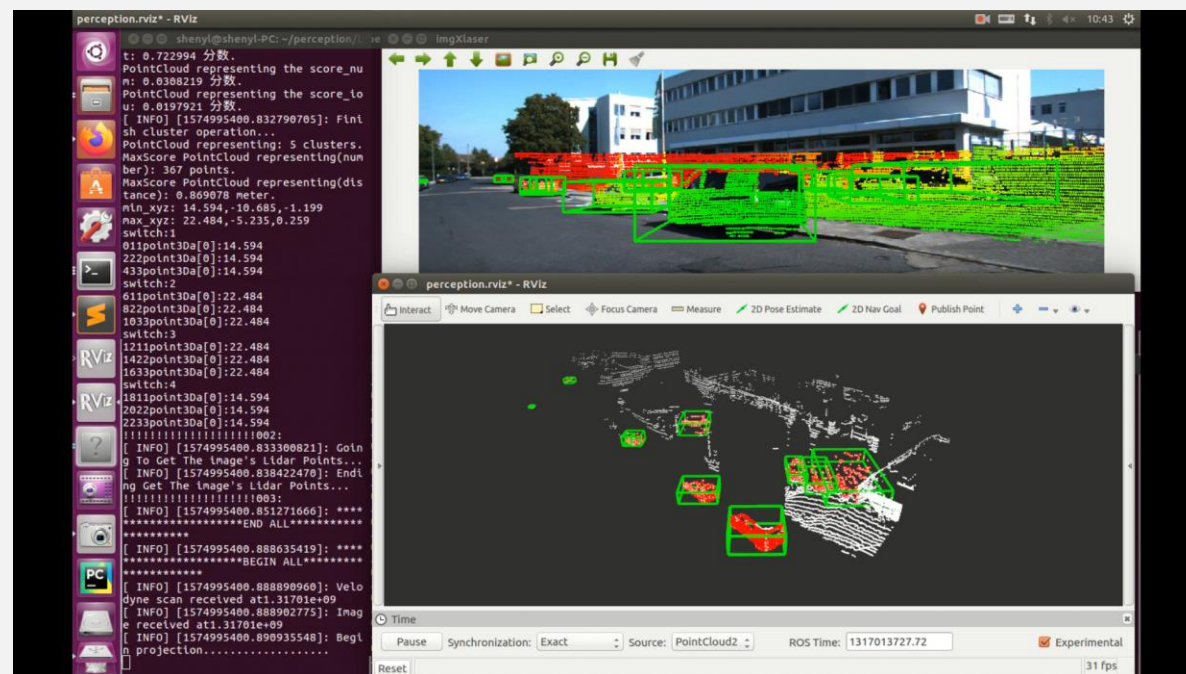 perception.rviz* - RViz
10:43
shenyl@shenyl-PC: ~/perception/
imgXlaser
t: 0.722994 分数.
PointCloud representing the score_nu
m: 0.0308219 分数.
PointCloud representing the score_io
u: 0.0197921 分数.
[ INFO] [1574995400.832790705]: Fini
sh cluster operation...
PointCloud representing: 5 clusters.
MaxScore PointCloud representing(num
ber): 367 points.
MaxScore PointCloud representing(dis
tance): 0.869078 meter.
min_xyz: 14.594,-10.685,-1.199
max_xyz: 22.484,-5.235,0.259
switch:1
011point3Da[0]:14.594
222point3Da[0]:14.594
433point3Da[0]:14.594
switch:2
611point3Da[0]:22.484
822point3Da[0]:22.484
1033point3Da[0]:22.484
switch:3
1211point3Da[0]:22.484
1422point3Da[0]:22.484
1633point3Da[0]:22.484
switch:4
1811point3Da[0]:14.594
2022point3Da[0]:14.594
2233point3Da[0]:14.594
!!!!!!!!!!!!!!!!!!!!002:
[ INFO] [1574995400.833300821]: Goin
g To Get The image's Lidar Points...
[ INFO] [1574995400.838422470]: Endi
ng Get The image's Lidar Points...
!!!!!!!!!!!!!!!!!!!!003:
[ INFO] [1574995400.851271666]: ****
******************END ALL***********
**********
[ INFO] [1574995400.888635419]: ****
******************BEGIN ALL*********
************
[ INFO] [1574995400.888890960]: Velo
dyne scan received at1.31701e+09
[ INFO] [1574995400.888902775]: Imag
e received at1.31701e+09
[ INFO] [1574995400.890935548]: Begi
n projection...................
RViz
RViz
PC
perception.rviz* - RViz
Interact Move Camera Select Focus Camera Measure 2D Pose Estimate 2D Nav Goal Publish Point
Time
Pause Synchronization: Exact Source: PointCloud2 ROS Time: 1317013727.72 Experimental
Reset 31 fps